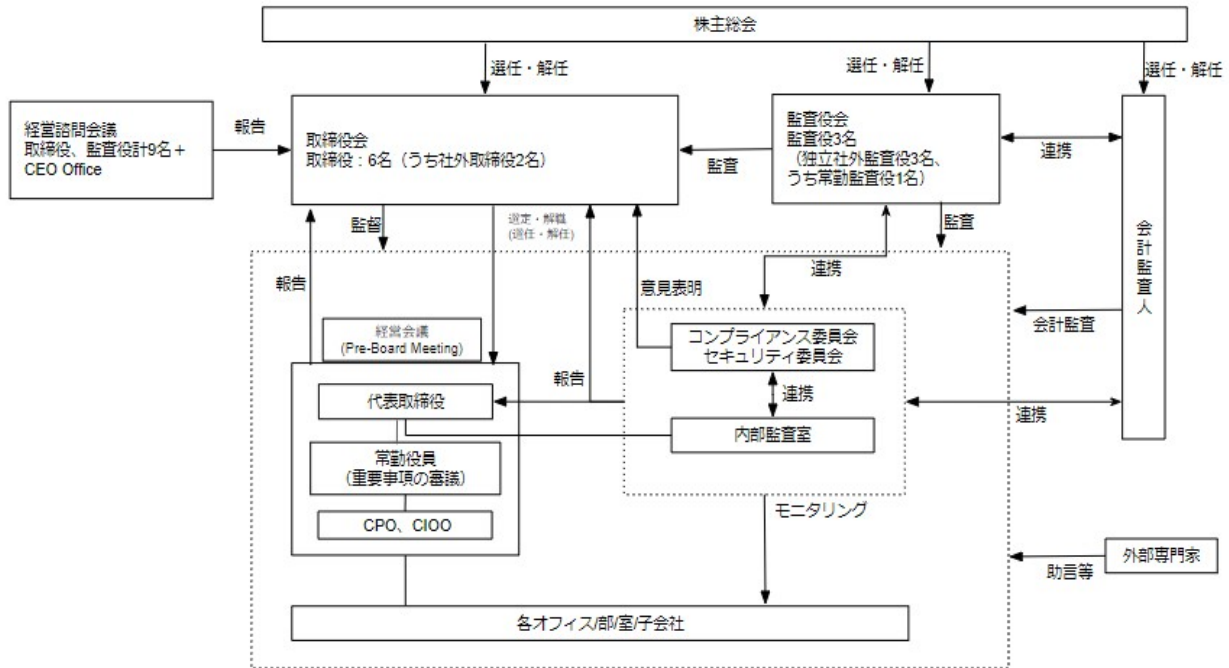 株主総会
選任・解任
選任・解任
選任・解任
経営諮問会議
取締役、監査役計9名＋
CEO Office
報告
取締役会
取締役：6名（うち社外取締役2名）
監査
監査役会
監査役3名
（独立社外監査役3名、
うち常勤監査役1名）
連携
会計監査人
監督
選定・解職
(選任・解任)
監査
報告
意見表明
連携
会計監査
経営会議
(Pre-Board Meeting)
コンプライアンス委員会
セキュリティ委員会
代表取締役
報告
連携
連携
内部監査室
常勤役員
（重要事項の審議）
CPO、CIOO
モニタリング
外部専門家
助言等
各オフィス/部/室/子会社